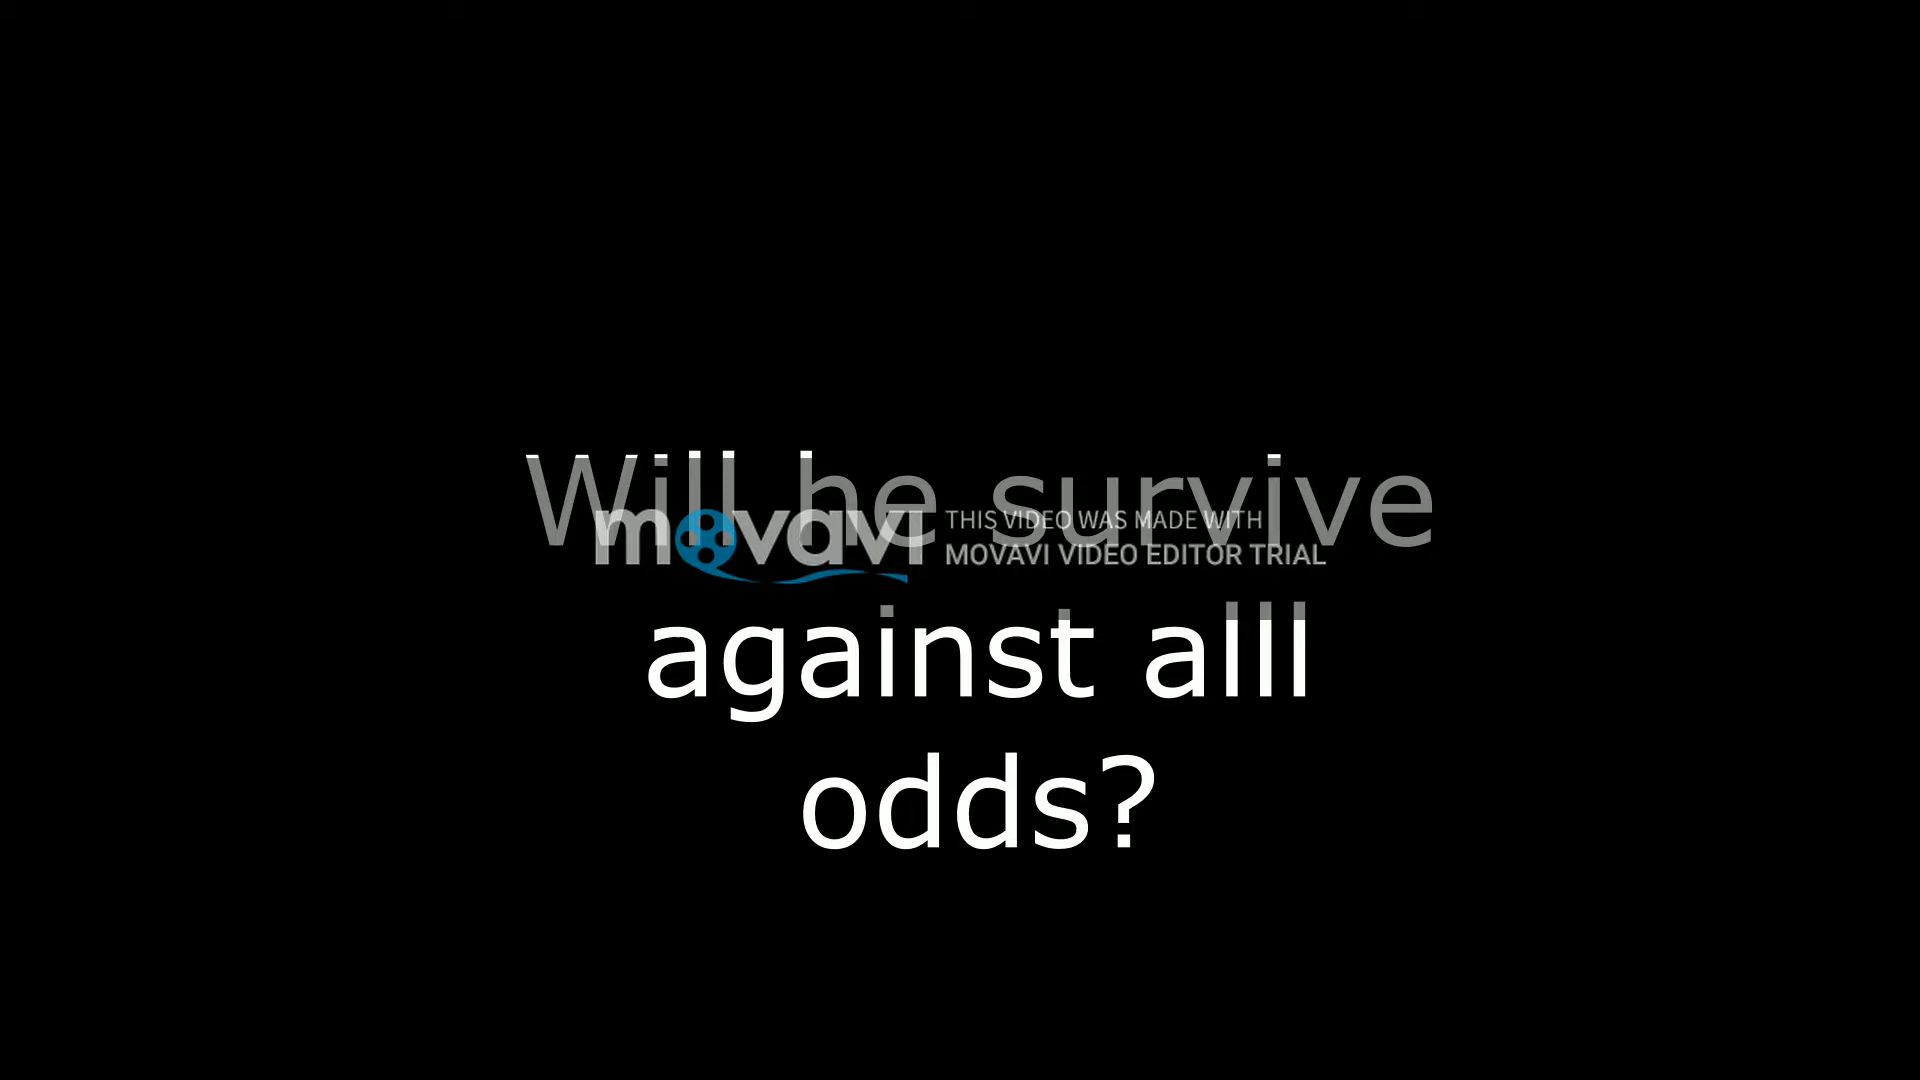 Will he survive
movavi
THIS VIDEO WAS MADE WITH
MOVAVI VIDEO EDITOR TRIAL
against alll
odds?